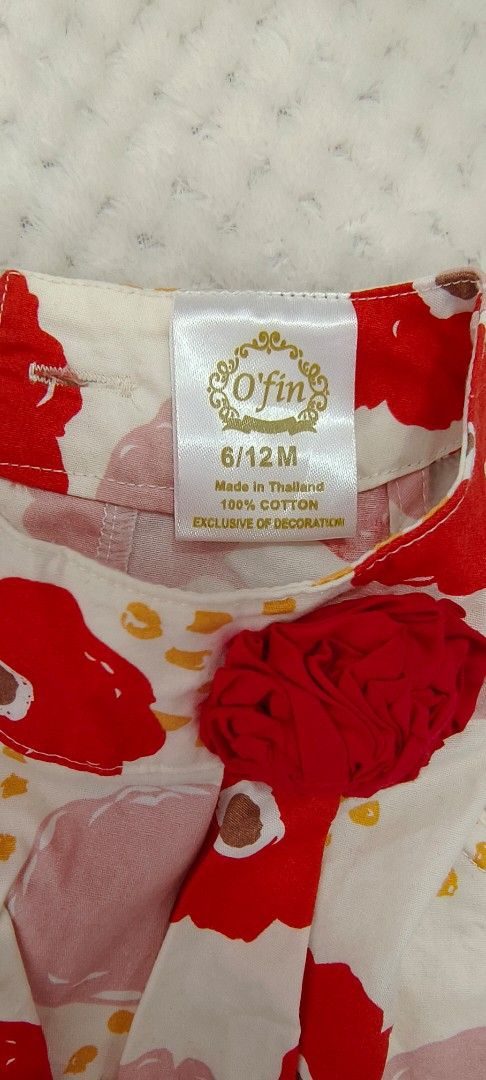 O'fin
6/12 M
Made in Thailand
100% COTTON
EXCLUSIVE OF DECORATION